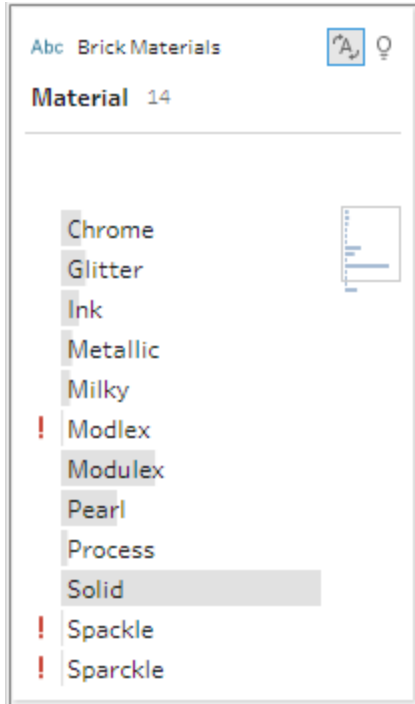 Abc Brick Materials
Material 14
Chrome
Glitter
Ink
Metallic
Milky
! Modlex
Modulex
Pearl
Process
Solid
! Spackle
! Sparckle